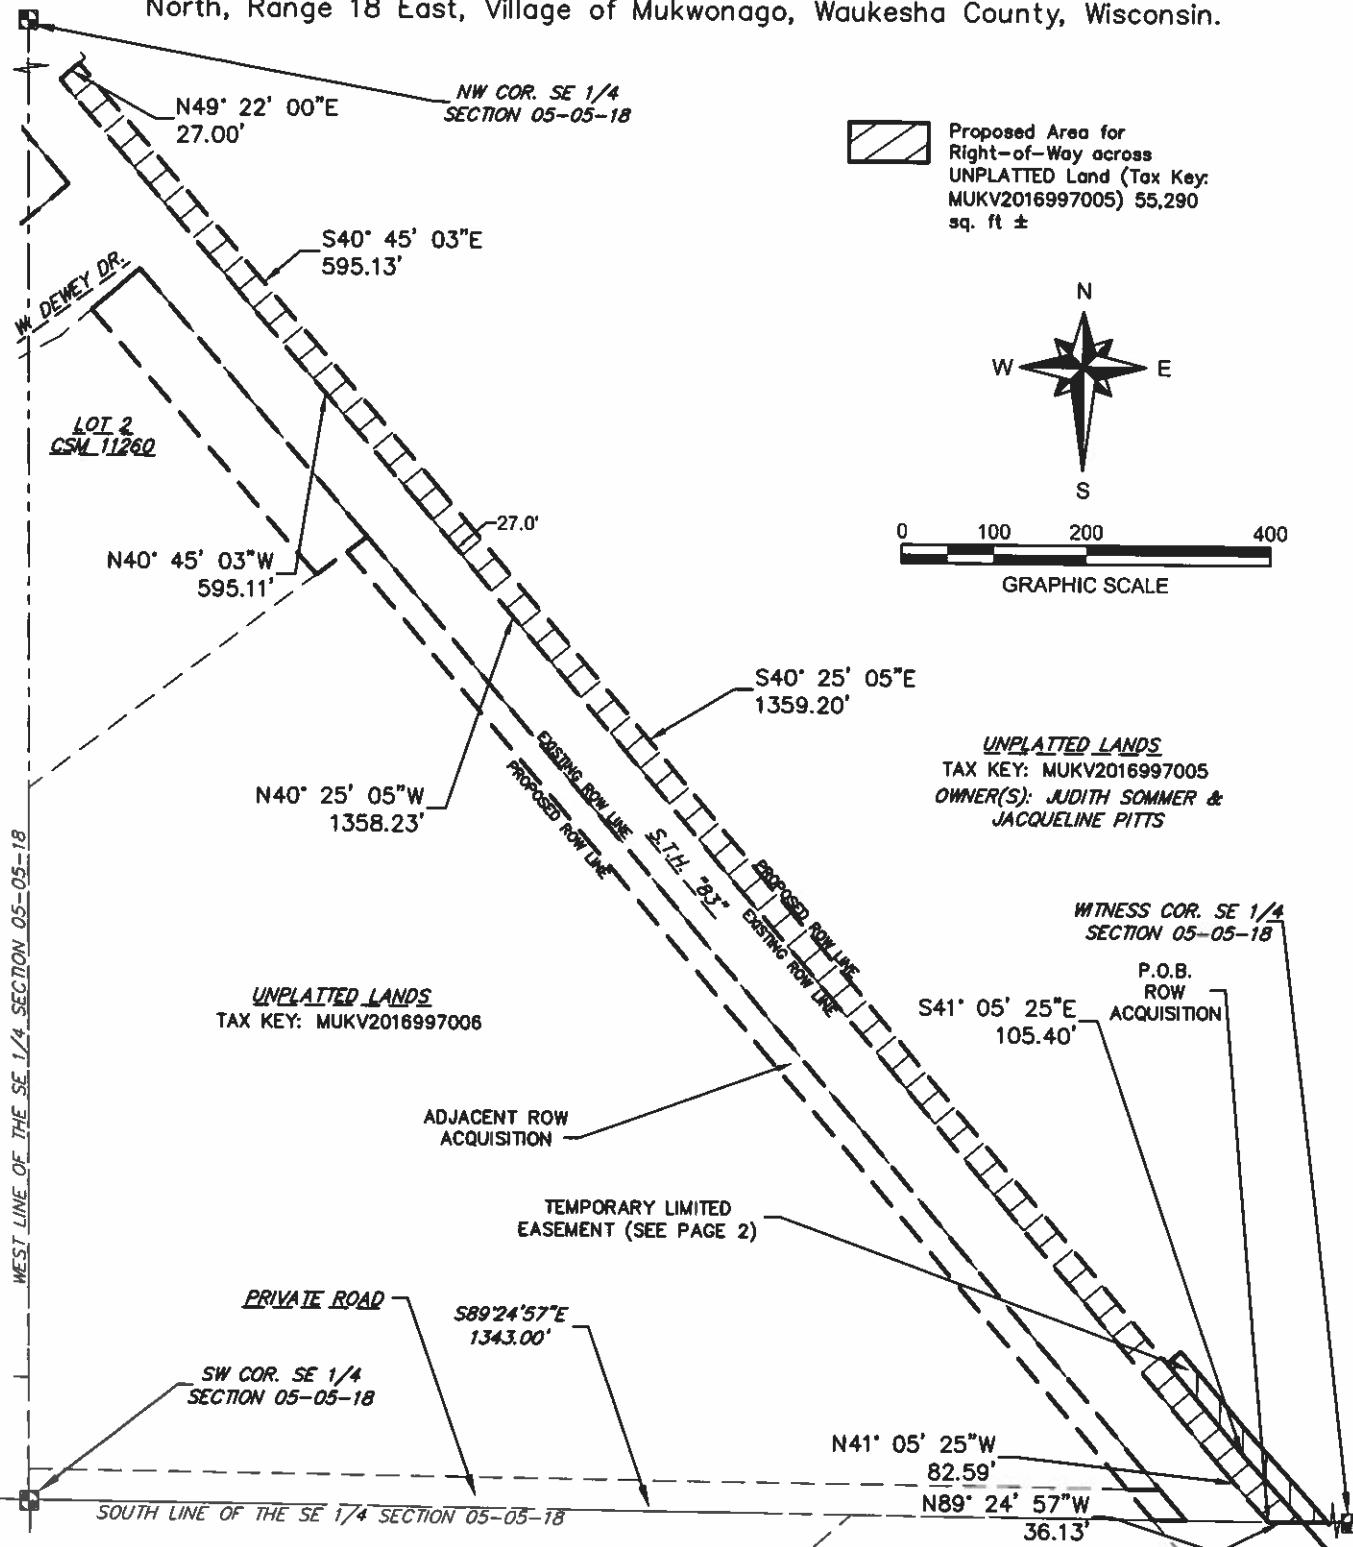 North, Range 18 East, Village of Mukwonago, Waukesha County, Wisconsin.
NW COR. SE 1/4
SECTION 05-05-18
N49° 22' 00"E
27.00'
Proposed Area for
Right-of-Way across
UNPLATTED Land (Tax Key:
MUKV2016997005) 55,290
sq. ft ±
S40° 45' 03"E
595.13'
W. DEWEY DR.
N
W
E
S
LOT 2
CSM 11260
27.0'
0 100 200 400
GRAPHIC SCALE
N40° 45' 03"W
595.11'
S40° 25' 05"E
1359.20'
UNPLATTED LANDS
TAX KEY: MUKV2016997005
OWNER(S): JUDITH SOMMER &
JACQUELINE PITTS
EXISTING ROW LINE
PROPOSED ROW LINE
N40° 25' 05"W
1358.23'
S.T.H. "83"
PROPOSED ROW LINE
EXISTING ROW LINE
WITNESS COR. SE 1/4
SECTION 05-05-18
P.O.B.
ROW
ACQUISITION
S41° 05' 25"E
105.40'
UNPLATTED LANDS
TAX KEY: MUKV2016997006
WEST LINE OF THE SE 1/4 SECTION 05-05-18
ADJACENT ROW
ACQUISITION
TEMPORARY LIMITED
EASEMENT (SEE PAGE 2)
PRIVATE ROAD
S89°24'57"E
1343.00'
SW COR. SE 1/4
SECTION 05-05-18
N41° 05' 25"W
82.59'
N89° 24' 57"W
36.13'
SOUTH LINE OF THE SE 1/4 SECTION 05-05-18